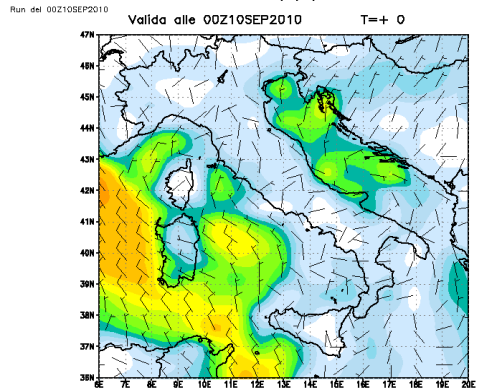 Run del 00Z10SEP2010
Valida alle 00Z10SEP2010 T=+ 0
47N
46N
45N
44N
43N
42N
41N
40N
39N
38N
37N
36N
6E 7E 8E 9E 10E 11E 12E 13E 14E 15E 16E 17E 18E 19E 20E